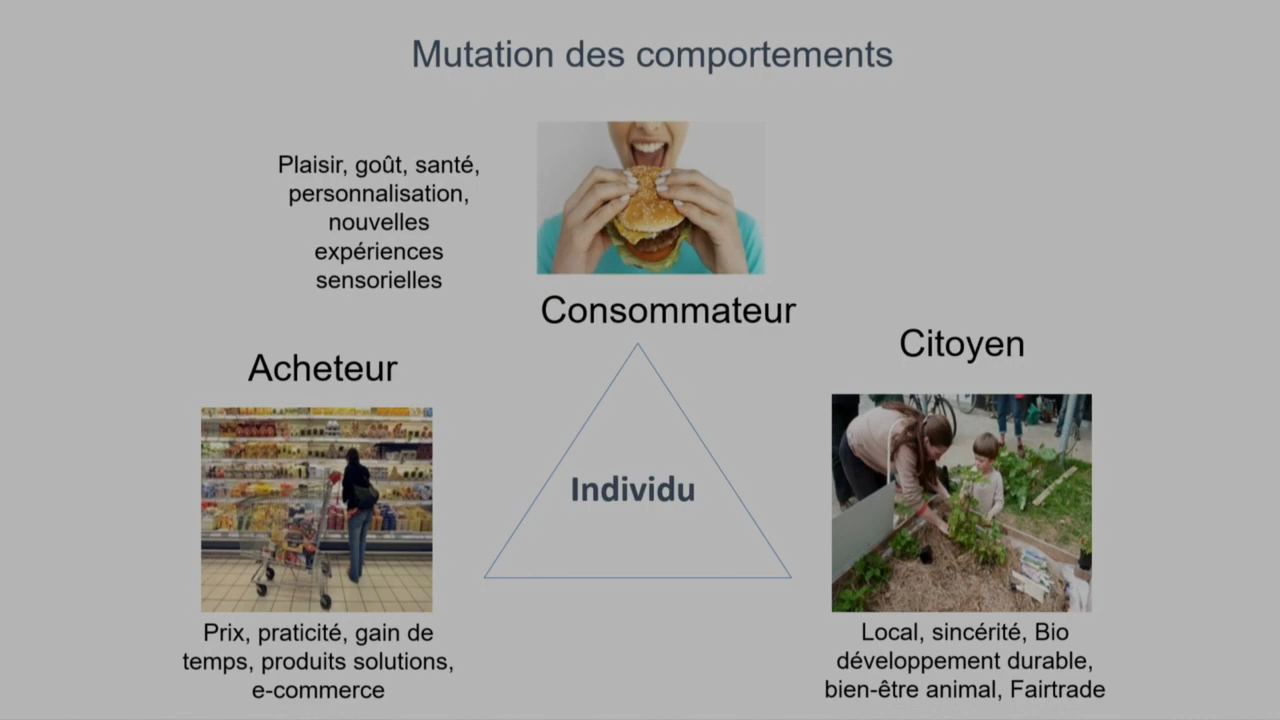 Mutation des comportements
Plaisir, goût, santé,
personnalisation,
nouvelles
expériences
sensorielles
Consommateur
Citoyen
Acheteur
Individu
Prix, praticité, gain de
temps, produits solutions,
e-commerce
Local, sincérité, Bio
développement durable,
bien-être animal, Fairtrade